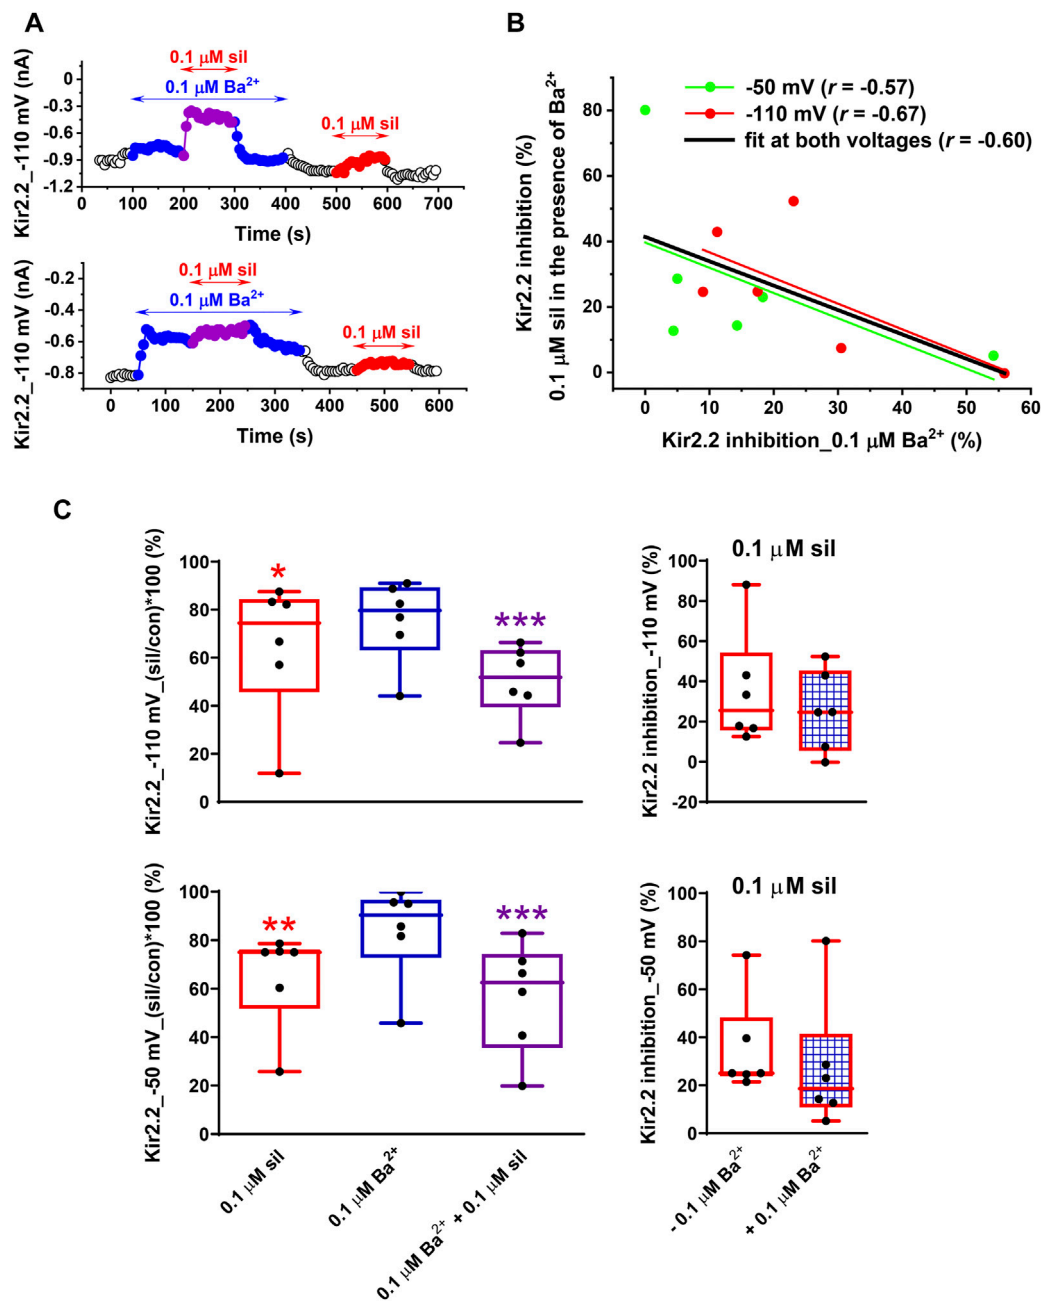 A
0.1 μM sil
0.1 μM Ba²⁺
0.1 μM sil
Kir2.2_-110 mV (nA)
0
-0.3
-0.6
-0.9
-1.2
0 100 200 300 400 500 600 700
Time (s)
0.1 μM sil
0.1 μM Ba²⁺
0.1 μM sil
Kir2.2_-110 mV (nA)
-0.2
-0.4
-0.6
-0.8
0 100 200 300 400 500 600
Time (s)
B
-50 mV (r = -0.57)
-110 mV (r = -0.67)
fit at both voltages (r = -0.60)
Kir2.2 inhibition (%)
0.1 μM sil in the presence of Ba²⁺
80
60
40
20
0
0 10 20 30 40 50 60
Kir2.2 inhibition_0.1 μM Ba²⁺ (%)
C
Kir2.2_-110 mV_(sil/con)*100 (%)
100
80
60
40
20
0
*
***
0.1 μM sil
Kir2.2 inhibition_-110 mV (%)
100
80
60
40
20
0
-20
Kir2.2_-50 mV_(sil/con)*100 (%)
100
80
60
40
20
0
**
***
0.1 μM sil
0.1 μM Ba²⁺
0.1 μM Ba²⁺ + 0.1 μM sil
0.1 μM sil
Kir2.2 inhibition_-50 mV (%)
100
80
60
40
20
0
- 0.1 μM Ba²⁺
+ 0.1 μM Ba²⁺